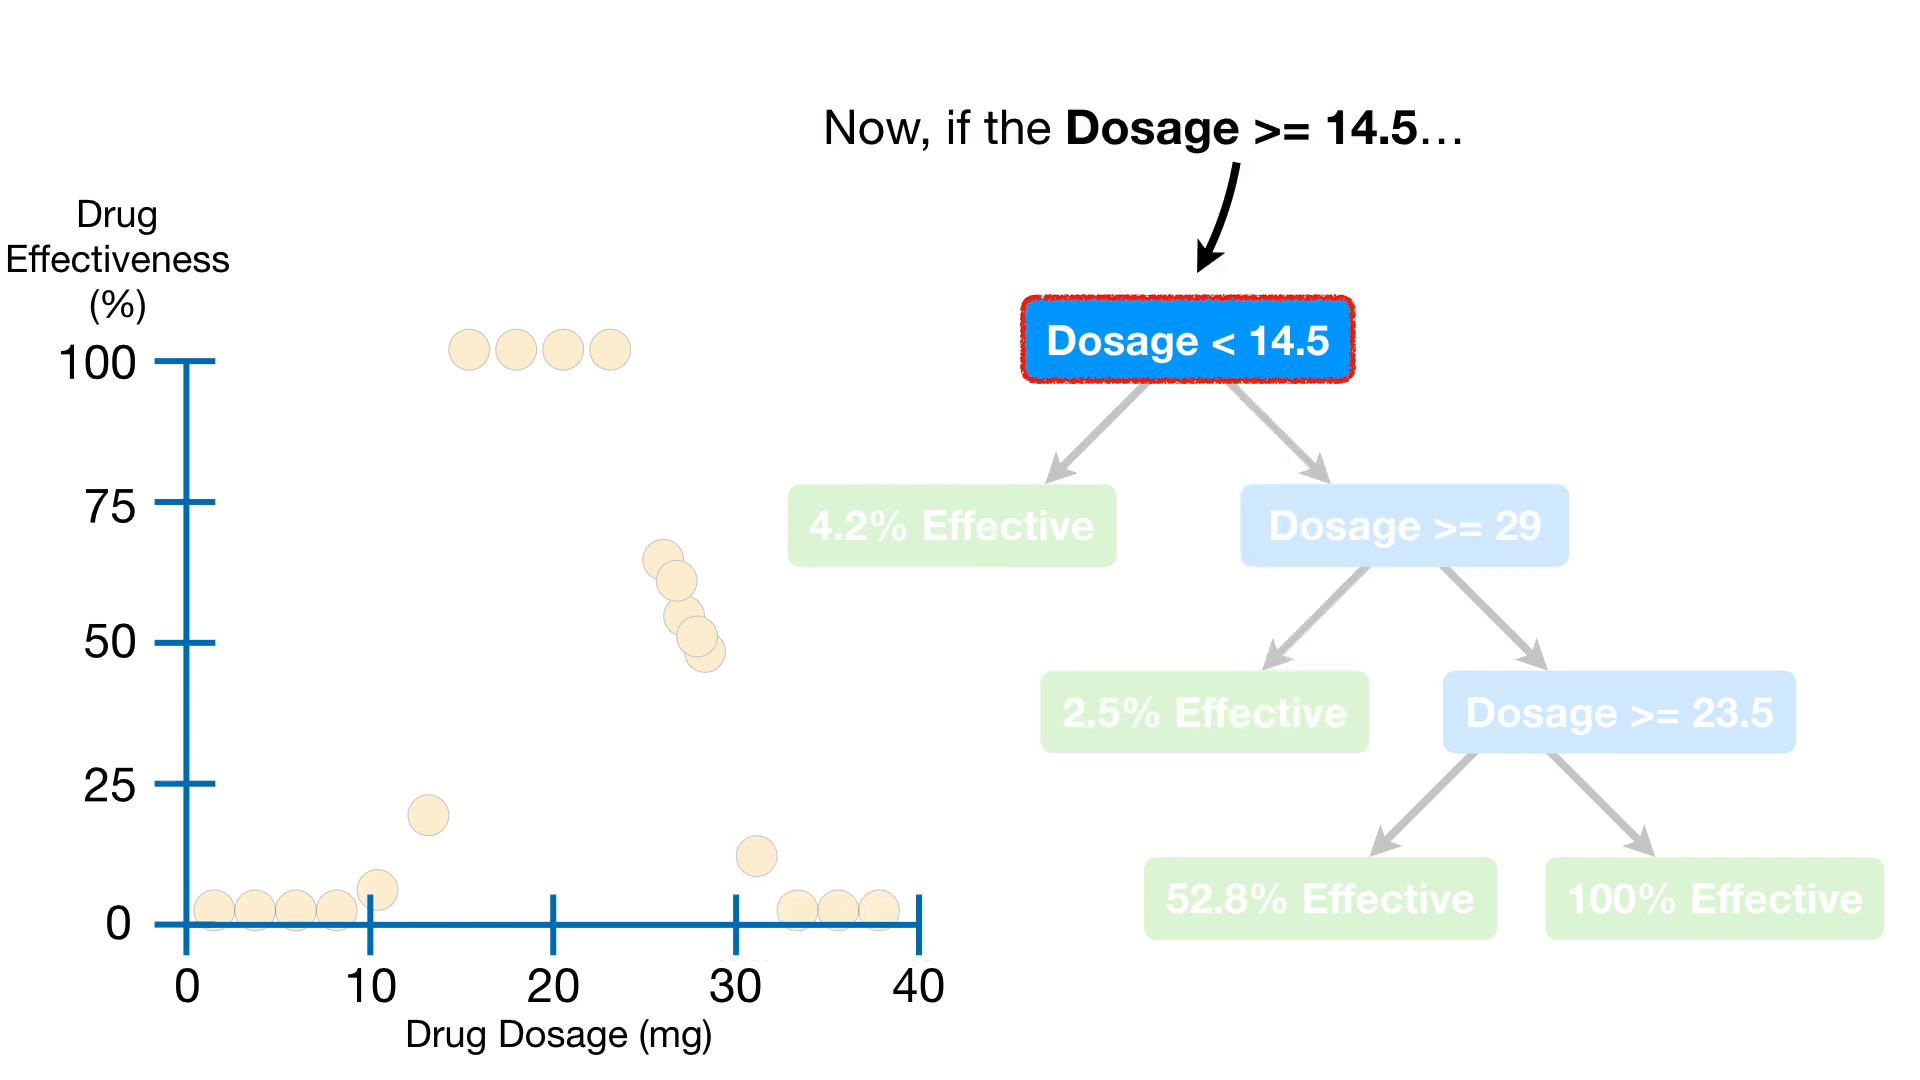 Now, if the Dosage >= 14.5...
Drug
Effectiveness
(%)
100
75
50
25
0
0 10 20 30 40
Drug Dosage (mg)
Dosage < 14.5
4.2% Effective
Dosage >= 29
2.5% Effective
Dosage >= 23.5
52.8% Effective
100% Effective